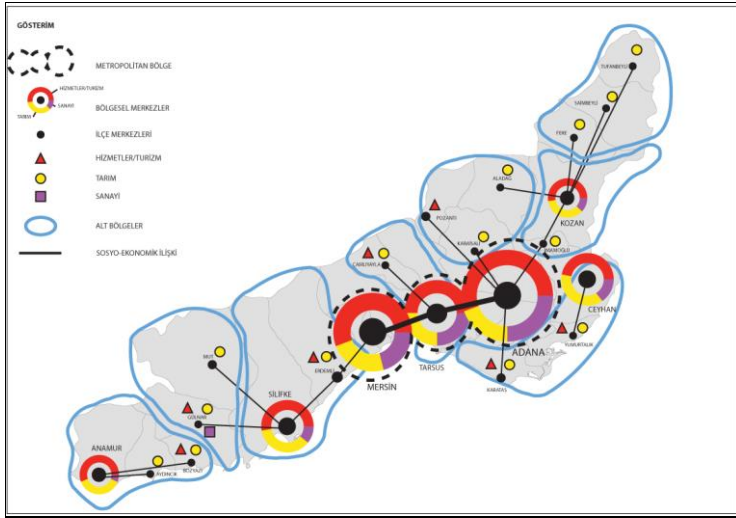 GÖSTERİM
METROPOLİTAN BÖLGE
HİZMETLER/TURİZM
SANAYİ
TARIM
BÖLGESEL MERKEZLER
İLÇE MERKEZLERİ
HİZMETLER/TURİZM
TARIM
SANAYİ
ALT BÖLGELER
SOSYO-EKONOMİK İLİŞKİ
TUFANBEYLİ
SAİMBEYLİ
FEKE
ALADAĞ
KOZAN
POZANTI
KARAİSALI
İMAMOĞLU
ÇAMLIYAYLA
CEYHAN
YUMURTALIK
ADANA
TARSUS
KARATAŞ
MERSİN
ERDEMLİ
MUT
SİLİFKE
GÜLNAR
ANAMUR
BOZYAZI
AYDINCIK